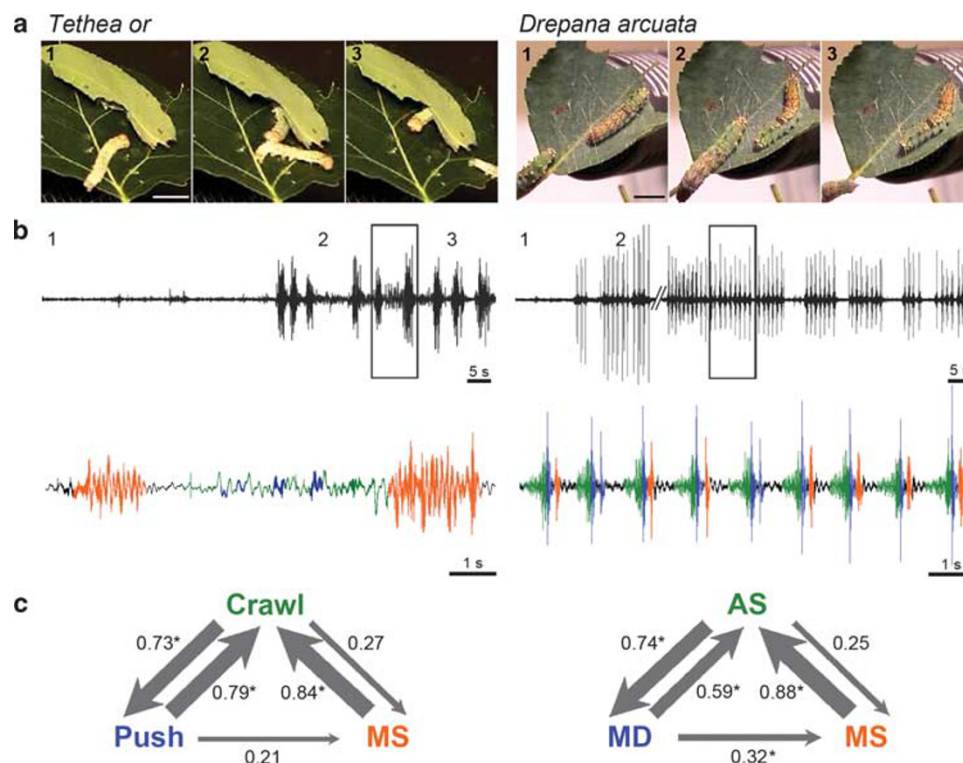 a Tethea or Drepana arcuata
1 2 3 1 2 3
b
1 2 3 1 2
5 s 5
1 s 1 s
c
Crawl AS
0.73* 0.27 0.74* 0.25
0.79* 0.84* 0.59* 0.88*
Push MS MD MS
0.21 0.32*